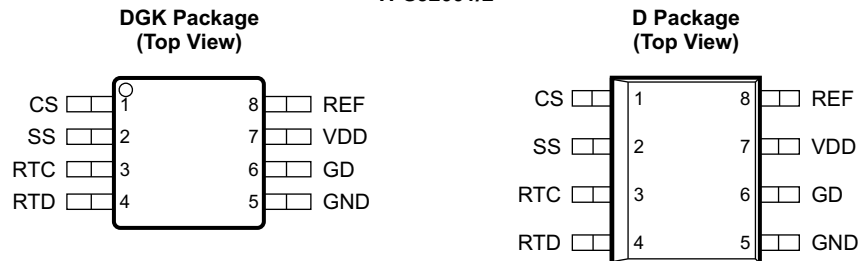 DGK Package
(Top View)
CS 1 8 REF
SS 2 7 VDD
RTC 3 6 GD
RTD 4 5 GND
D Package
(Top View)
CS 1 8 REF
SS 2 7 VDD
RTC 3 6 GD
RTD 4 5 GND